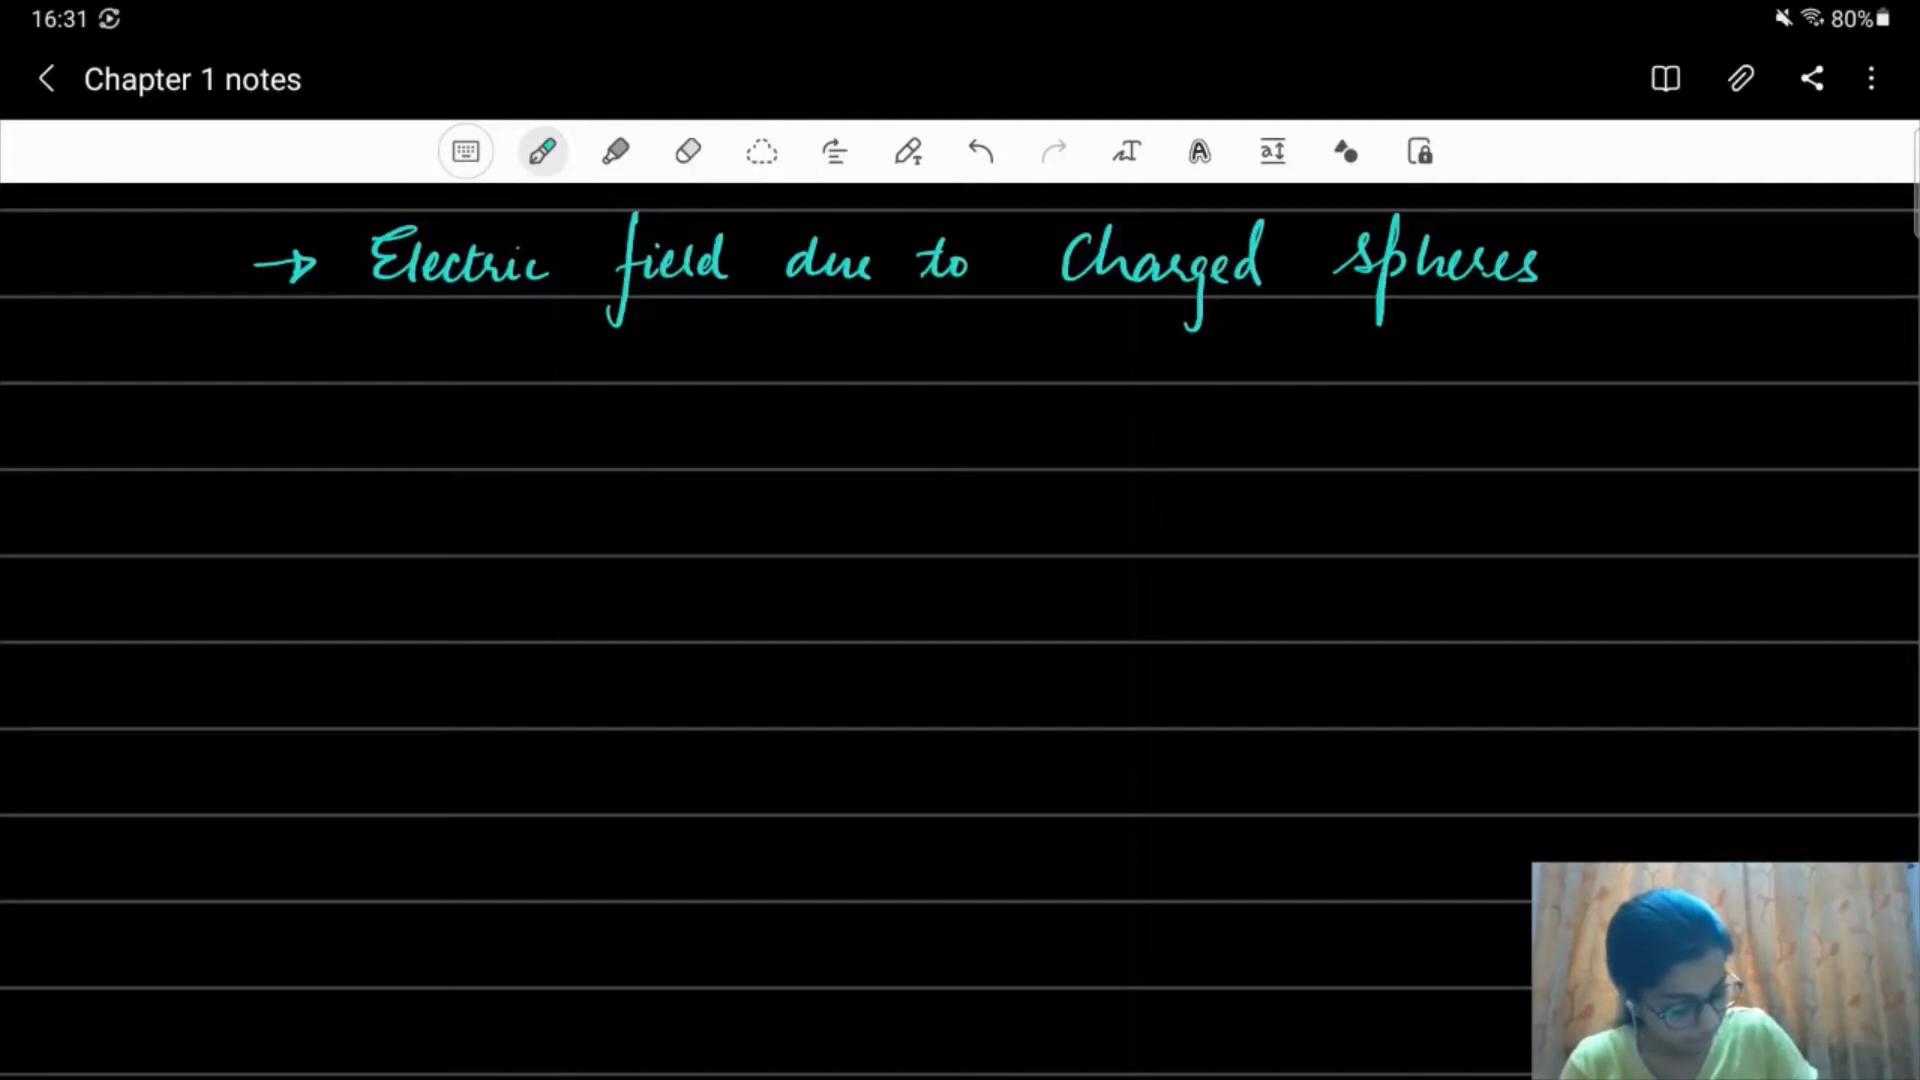 16:31 80%
Chapter 1 notes
→ Electric field due to Charged spheres